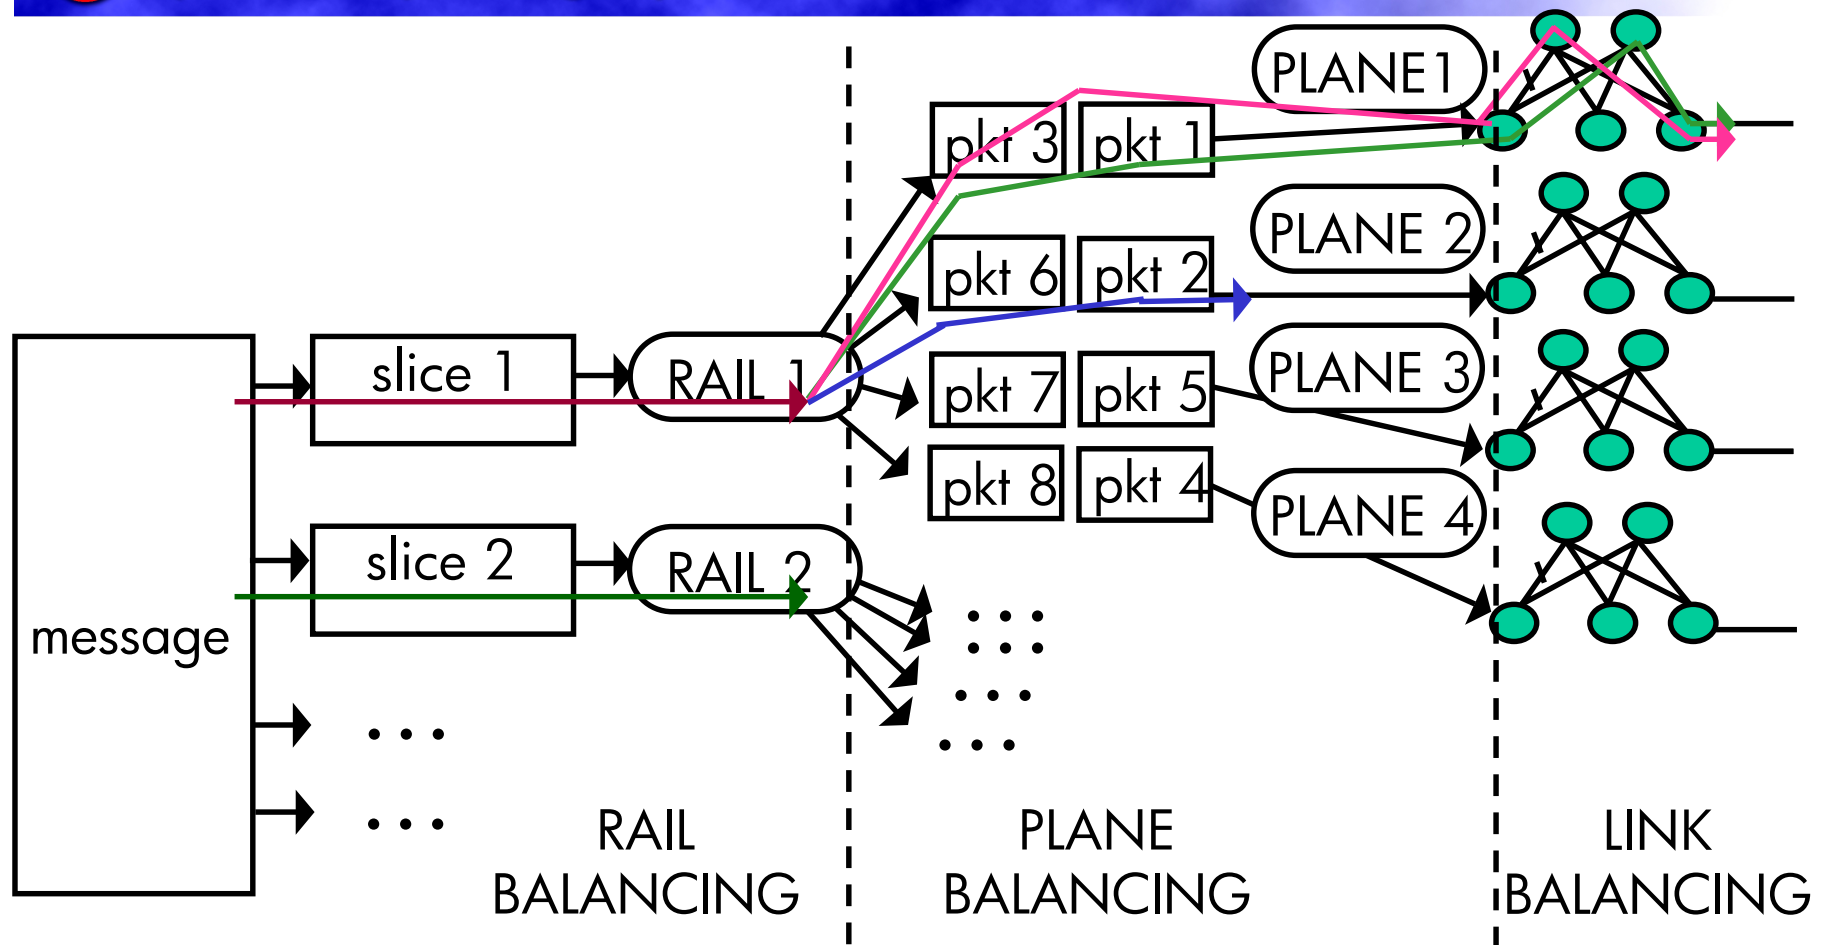 PLANE1
pkt 3
pkt 1
PLANE 2
pkt 6
pkt 2
slice 1
RAIL 1
pkt 7
pkt 5
PLANE 3
pkt 8
pkt 4
PLANE 4
slice 2
RAIL 2
message
...
...
...
...
...
...
RAIL
BALANCING
PLANE
BALANCING
LINK
BALANCING